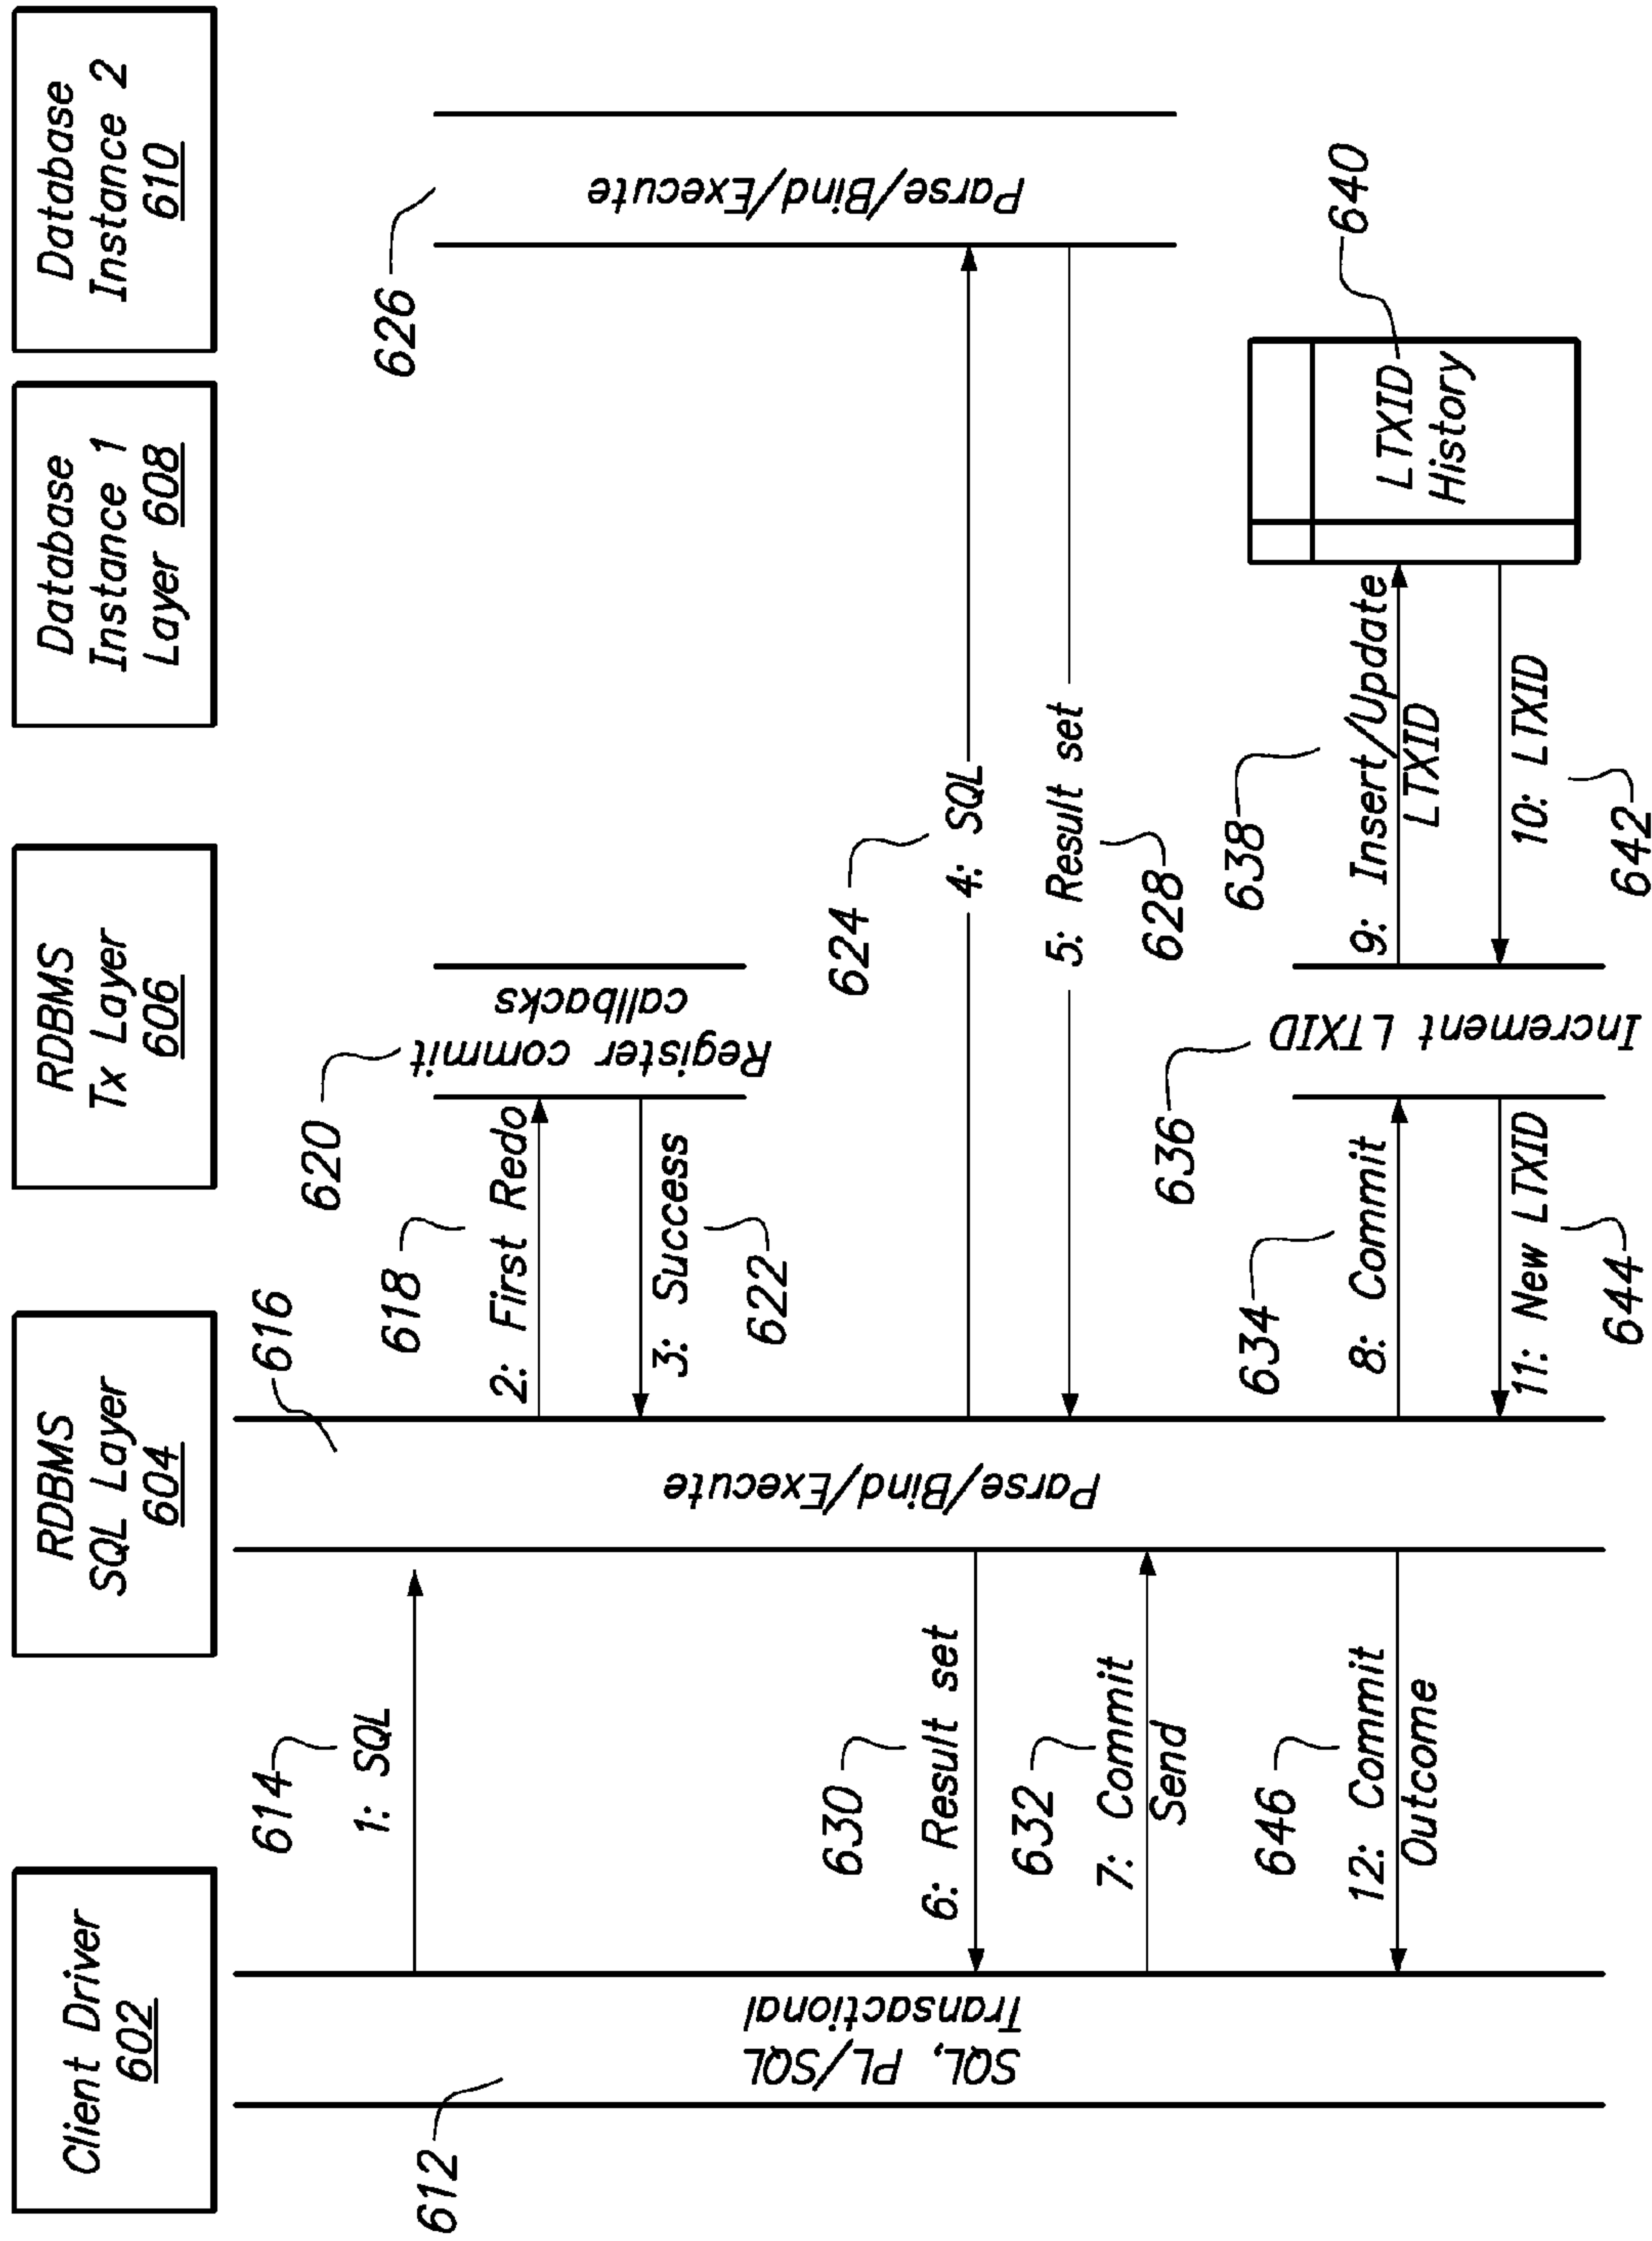 Client Driver
602
RDBMS
SQL Layer
604
RDBMS
Tx Layer
606
Database
Instance 1
Layer 608
Database
Instance 2
610
612
SQL, PL/SQL
Transactional
614
1: SQL
616
Parse/Bind/Execute
618
2: First Redo
620
Register commit
callbacks
3: Success
622
624
4: SQL
626
Parse/Bind/Execute
5: Result set
628
630
6: Result set
632
7: Commit
Send
634
8: Commit
636
Increment LTXID
638
9: Insert/Update
LTXID
640
LTXID
History
10: LTXID
642
11: New LTXID
644
646
12: Commit
Outcome